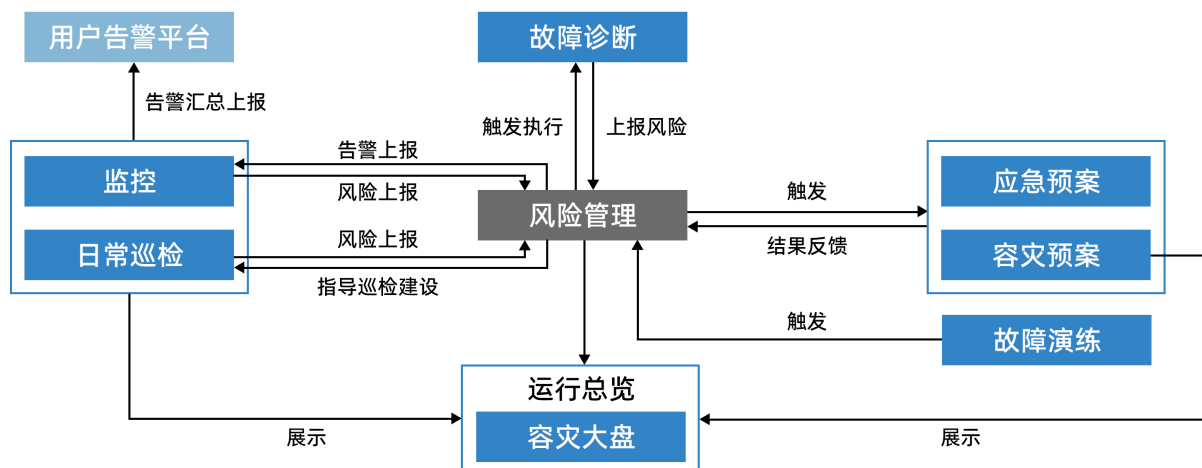 用户告警平台
故障诊断
告警汇总上报
触发执行
上报风险
告警上报
监控
风险上报
风险管理
触发
应急预案
日常巡检
风险上报
指导巡检建设
结果反馈
容灾预案
触发
故障演练
运行总览
容灾大盘
展示
展示